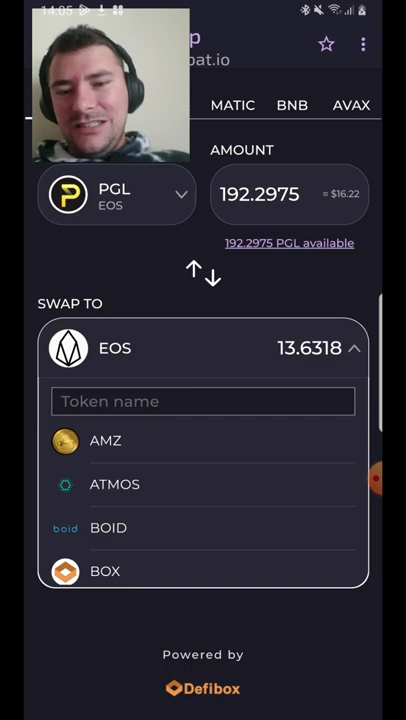 14:05
p
pat.io
MATIC BNB AVAX
AMOUNT
PGL
EOS
192.2975 ≈ $16.22
192.2975 PGL available
SWAP TO
EOS 13.6318
Token name
AMZ
ATMOS
boid BOID
BOX
Powered by
Defibox